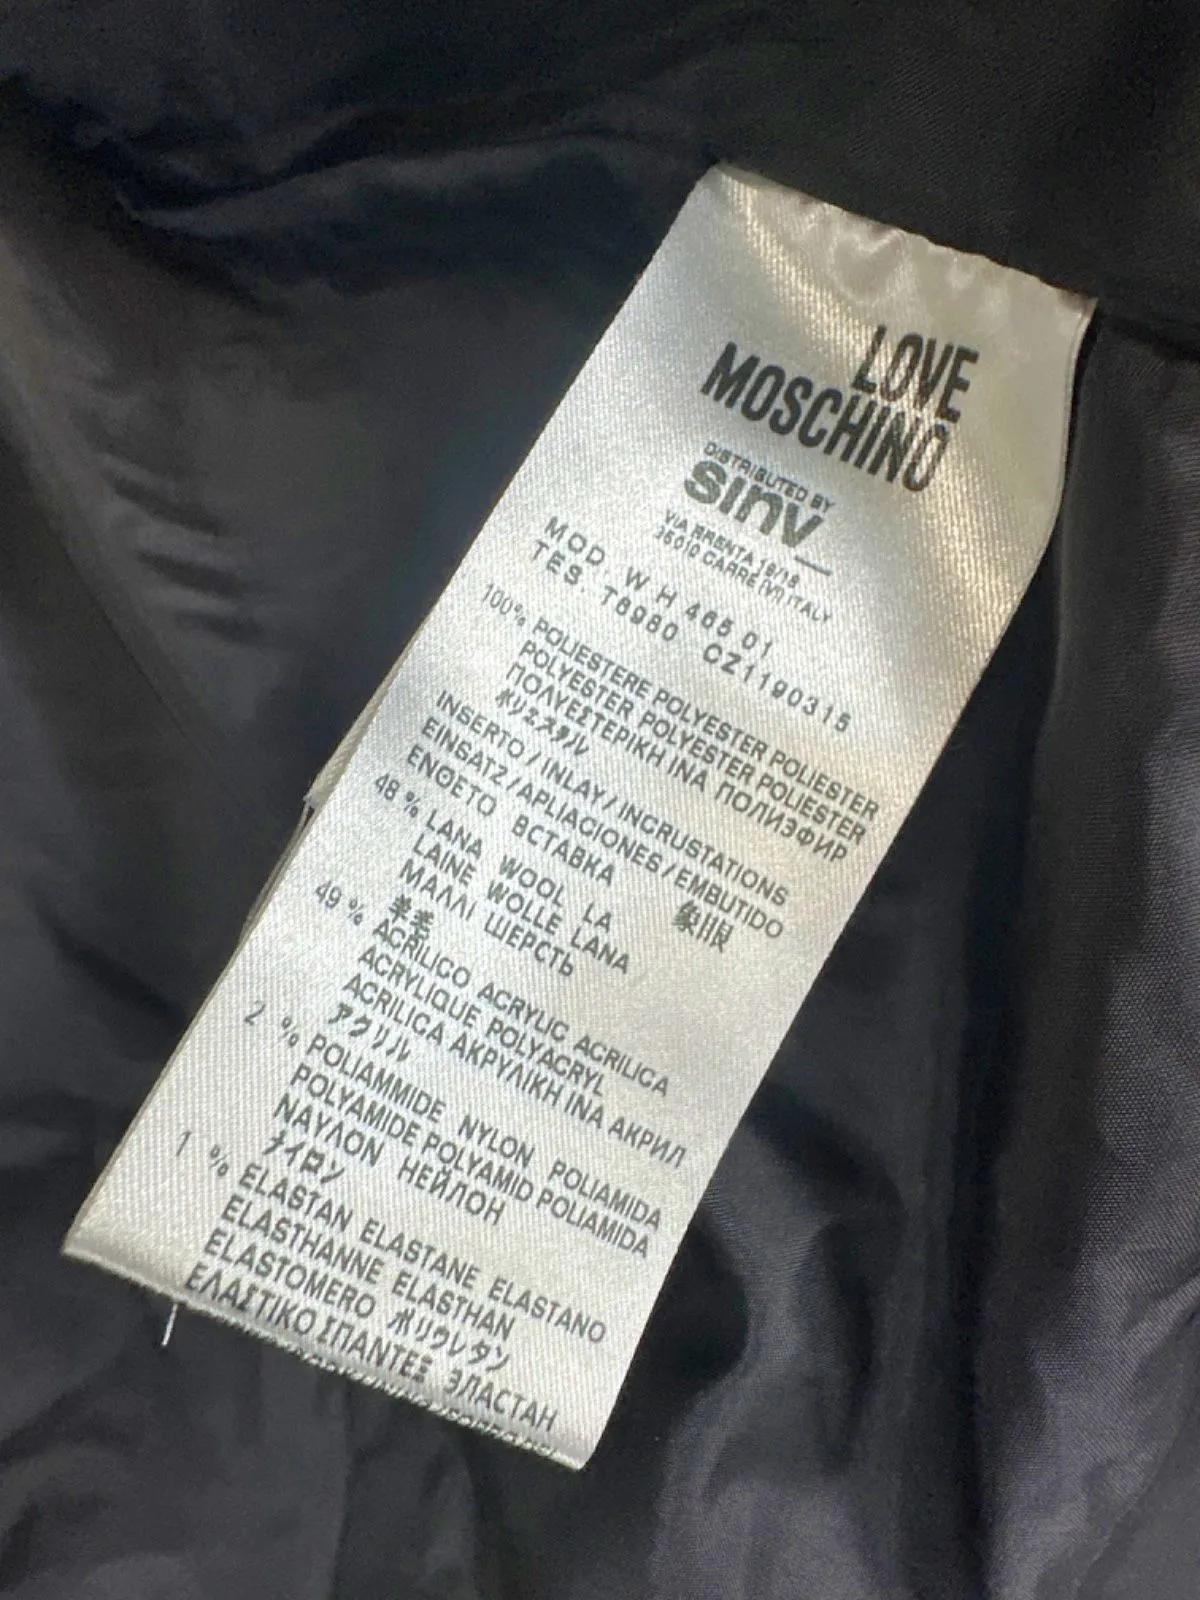 LOVE
MOSCHINO
DISTRIBUTED BY
sinv
VIA BRENTA 16/18
36010 CARRE (VI) ITALY
MOD. W H 465 01
TES. T6980 CZ1190315
100% POLIESTERE POLYESTER POLIESTER
POLYESTER POLYESTER POLIESTER
ΠΟΛΥΕΣΤΕΡΙΚΗ ΙΝΑ ПОЛИЭФИР
ポリエステル
INSERTO / INLAY / INCRUSTATIONS
EINSATZ / APLIACIONES / EMBUTIDO
ΕΝΘΕΤΟ ВСТАВКА 象眼
48 % LANA WOOL LA
LAINE WOLLE LANA
ΜΑΛΛΙ ШЕРСТЬ
羊毛
49 % ACRILICO ACRYLIC ACRILICA
ACRYLIQUE POLYACRYL
ACRILICA ΑΚΡΥΛΙΚΗ ΙΝΑ АКРИЛ
アクリル
2 % POLIAMMIDE NYLON POLIAMIDA
POLYAMIDE POLYAMID POLIAMIDA
ΝΑΥΛΟΝ НЕЙЛОН
ナイロン
1 % ELASTAN ELASTANE ELASTANO
ELASTHANNE ELASTHAN
ELASTOMERO ポリウレタン
ΕΛΑΣΤΙΚΟ ΣΠΑΝΤΕΞ ЭЛАСТАН